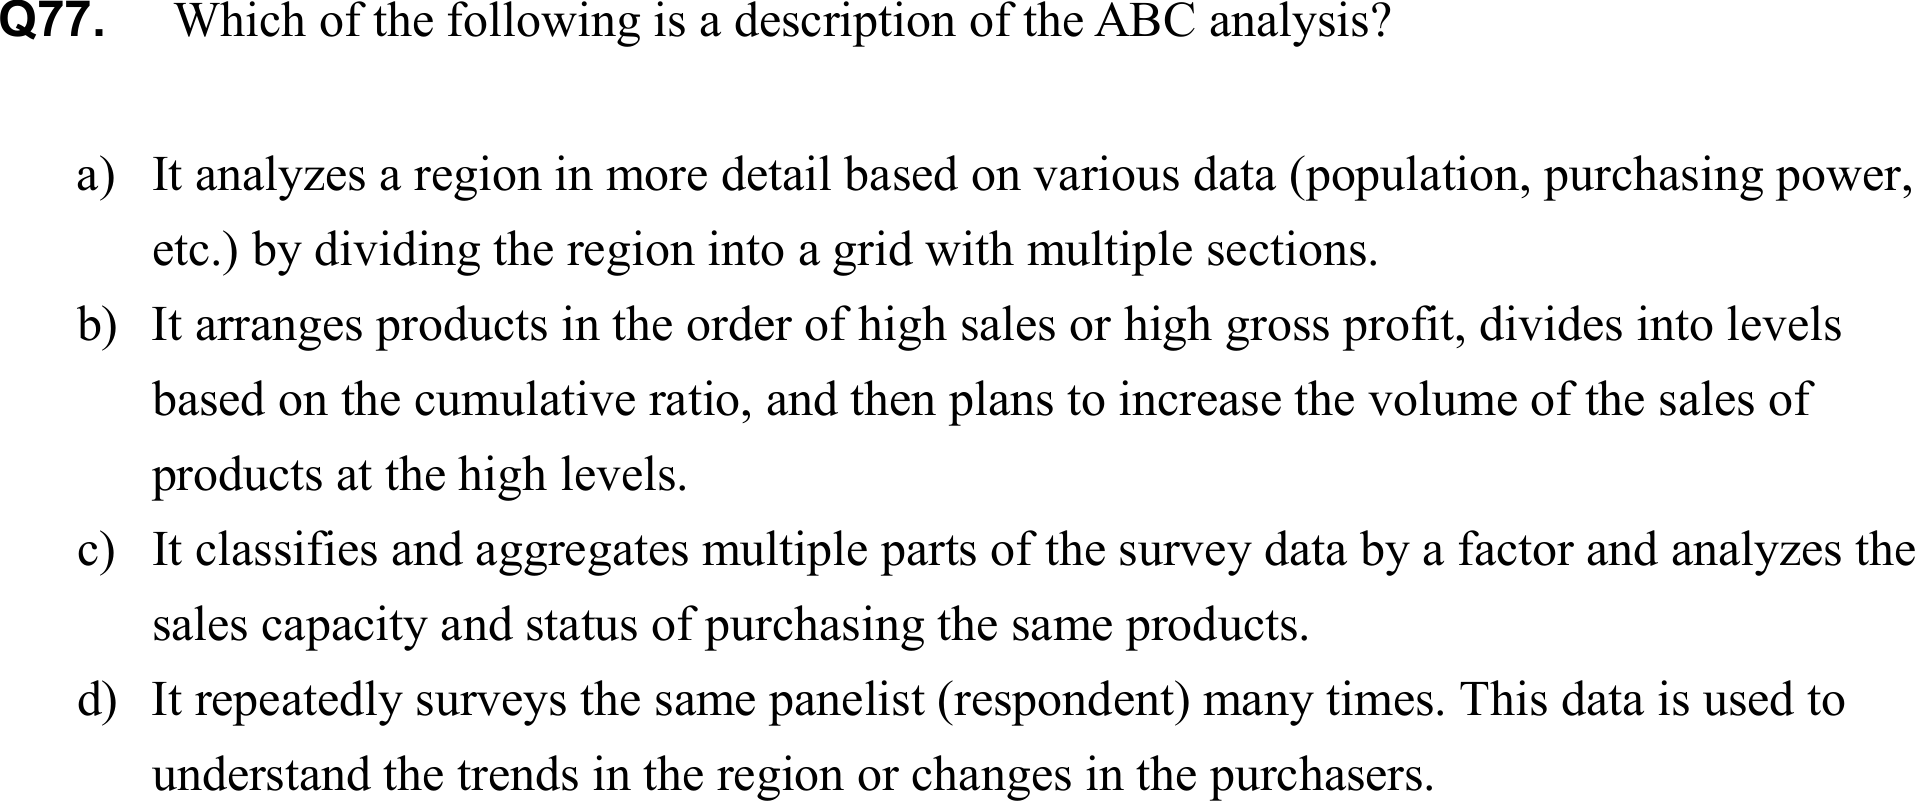 Q77. Which of the following is a description of the ABC analysis?
a) It analyzes a region in more detail based on various data (population, purchasing power,
etc.) by dividing the region into a grid with multiple sections.
b) It arranges products in the order of high sales or high gross profit, divides into levels
based on the cumulative ratio, and then plans to increase the volume of the sales of
products at the high levels.
c) It classifies and aggregates multiple parts of the survey data by a factor and analyzes the
sales capacity and status of purchasing the same products.
d) It repeatedly surveys the same panelist (respondent) many times. This data is used to
understand the trends in the region or changes in the purchasers.